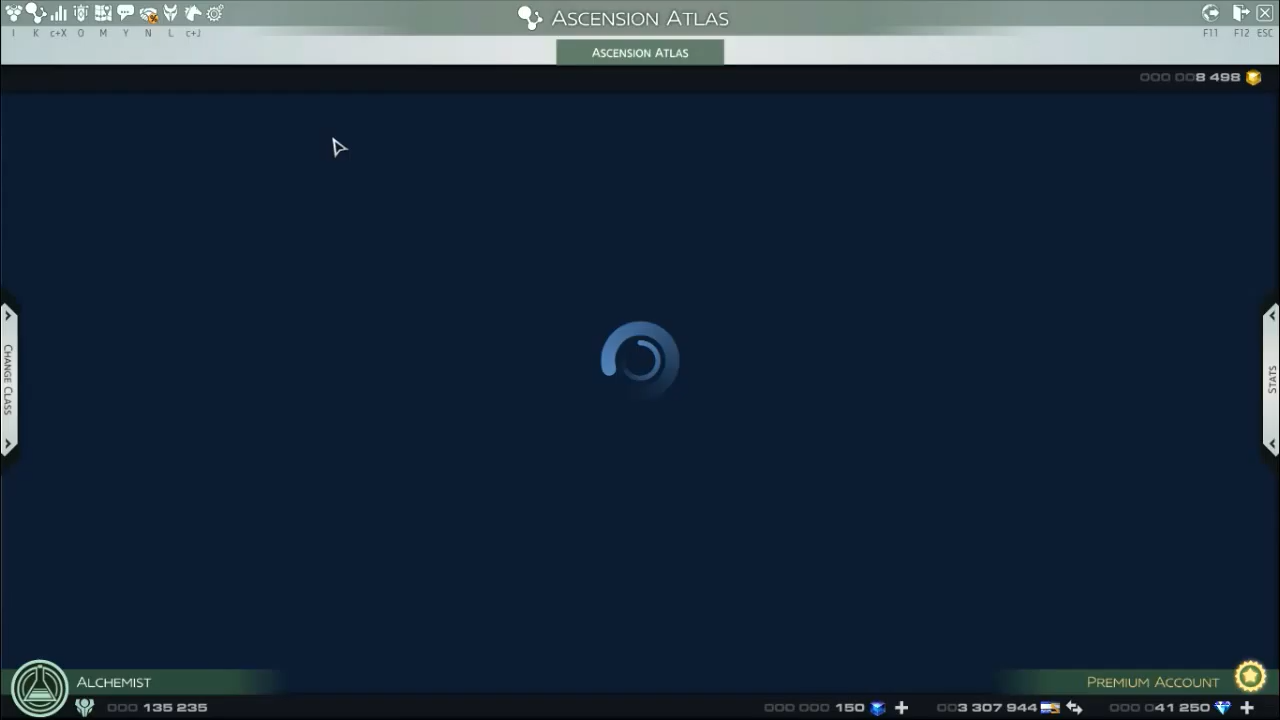 ASCENSION ATLAS
I K c+X O M Y N L c+J
F11 F12 ESC
ASCENSION ATLAS
000 008 498
CHANGE CLASS
STATS
ALCHEMIST
PREMIUM ACCOUNT
000 135 235
000 000 150
003 307 944
000 041 250